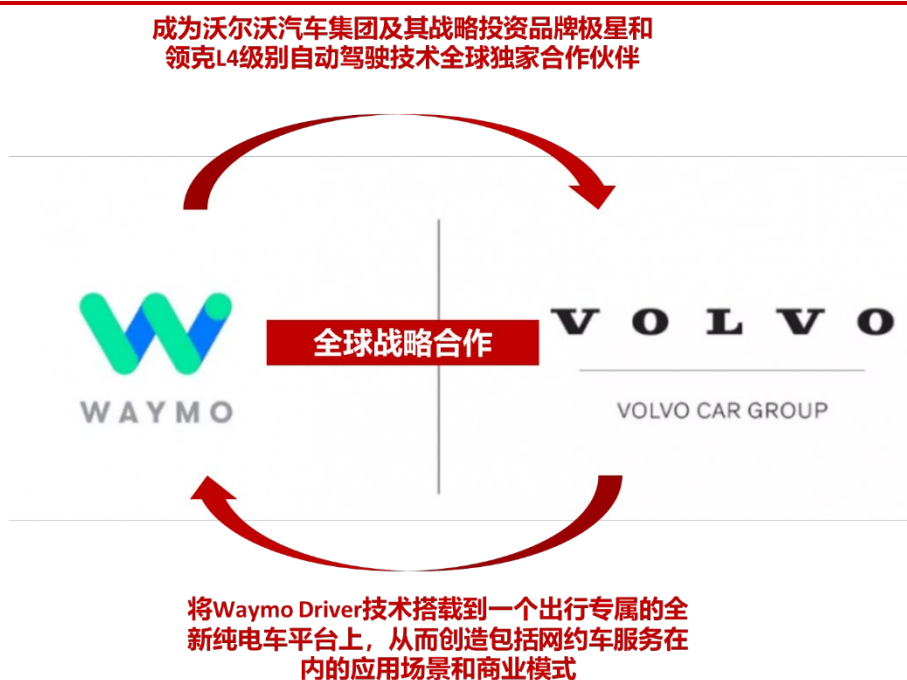 成为沃尔沃汽车集团及其战略投资品牌极星和
领克L4级别自动驾驶技术全球独家合作伙伴
WAYMO
全球战略合作
VOLVO
VOLVO CAR GROUP
将Waymo Driver技术搭载到一个出行专属的全
新纯电车平台上，从而创造包括网约车服务在
内的应用场景和商业模式